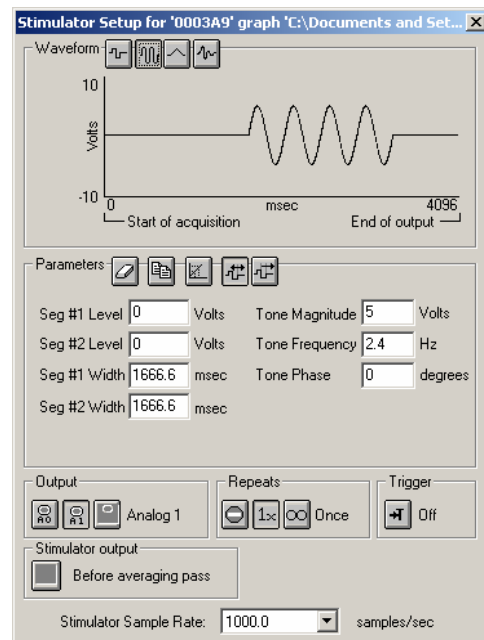 Stimulator Setup for '0003A9' graph 'C:\Documents and Set...
Waveform
10
Volts
-10
0 msec 4096
Start of acquisition End of output
Parameters
Seg #1 Level 0 Volts Tone Magnitude 5 Volts
Seg #2 Level 0 Volts Tone Frequency 2.4 Hz
Seg #1 Width 1666.6 msec Tone Phase 0 degrees
Seg #2 Width 1666.6 msec
Output Repeats Trigger
A0 A1 Analog 1 1x Once Off
Stimulator output
Before averaging pass
Stimulator Sample Rate: 1000.0 samples/sec